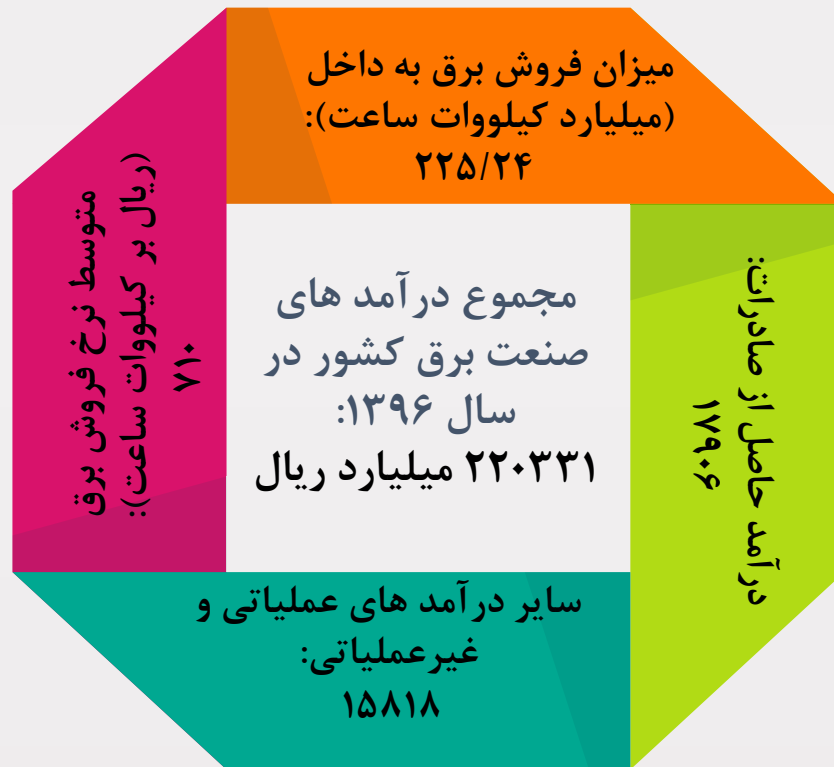 میزان فروش برق به داخل
(میلیارد کیلووات ساعت):
۲۲۵/۲۴
درآمد حاصل از صادرات:
۱۷۹۰۶
مجموع درآمد های
صنعت برق کشور در
سال ۱۳۹۶:
۲۲۰۳۳۱ میلیارد ریال
متوسط نرخ فروش برق
(ریال بر کیلووات ساعت):
۷۱۰
سایر درآمد های عملیاتی و
غیرعملیاتی:
۱۵۸۱۸